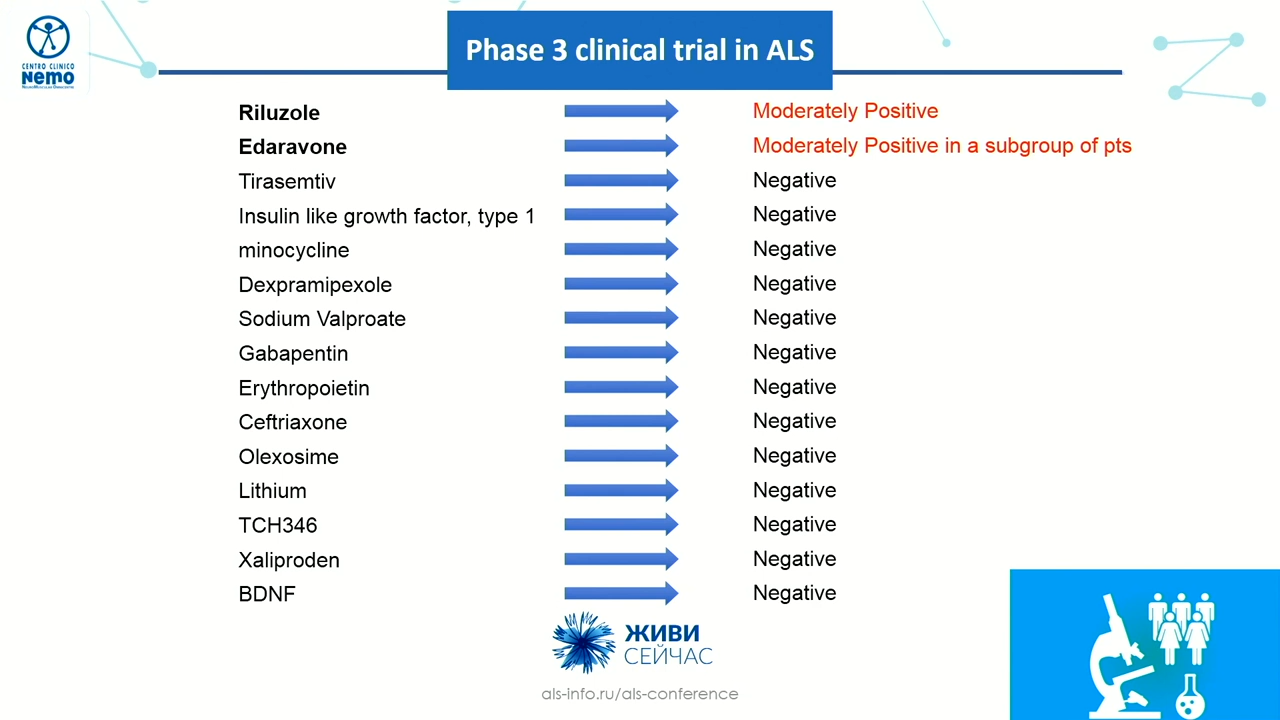 CENTRO CLINICO
NeMO
NEUROMUSCULAR OMNICENTRE
Phase 3 clinical trial in ALS
Riluzole Moderately Positive
Edaravone Moderately Positive in a subgroup of pts
Tirasemtiv Negative
Insulin like growth factor, type 1 Negative
minocycline Negative
Dexpramipexole Negative
Sodium Valproate Negative
Gabapentin Negative
Erythropoietin Negative
Ceftriaxone Negative
Olexosime Negative
Lithium Negative
TCH346 Negative
Xaliproden Negative
BDNF Negative
ЖИВИ
СЕЙЧАС
als-info.ru/als-conference